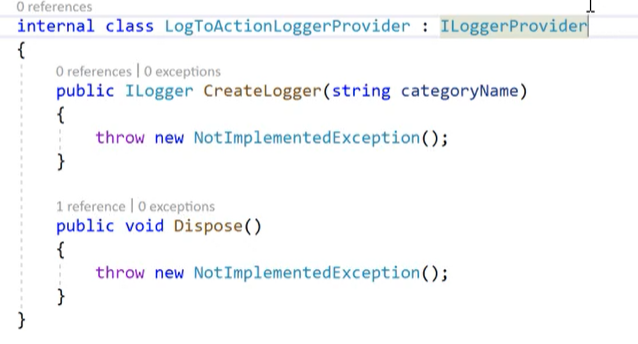 0 references
internal class LogToActionLoggerProvider : ILoggerProvider
{
0 references | 0 exceptions
public ILogger CreateLogger(string categoryName)
{
throw new NotImplementedException();
}
1 reference | 0 exceptions
public void Dispose()
{
throw new NotImplementedException();
}
}